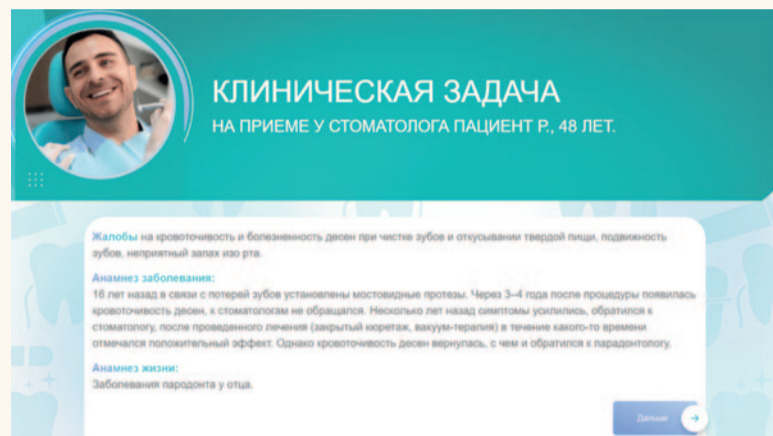 КЛИНИЧЕСКАЯ ЗАДАЧА
НА ПРИЕМЕ У СТОМАТОЛОГА ПАЦИЕНТ Р., 48 ЛЕТ.
Жалобы на кровоточивость и болезненность десен при чистке зубов и откусывании твердой пищи, подвижность
зубов, неприятный запах изо рта.
Анамнез заболевания:
16 лет назад в связи с потерей зубов установлены мостовидные протезы. Через 3–4 года после процедуры появилась
кровоточивость десен, к стоматологам не обращался. Несколько лет назад симптомы усилились, обратился к
стоматологу, после проведенного лечения (закрытый кюретаж, вакуум-терапия) в течение какого-то времени
отмечался положительный эффект. Однако кровоточивость десен вернулась, с чем и обратился к парадонтологу.
Анамнез жизни:
Заболевания пародонта у отца.
Дальше